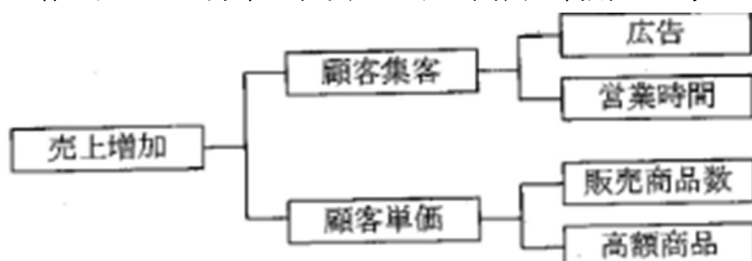 広告
顧客集客
営業時間
売上増加
販売商品数
顧客単価
高額商品